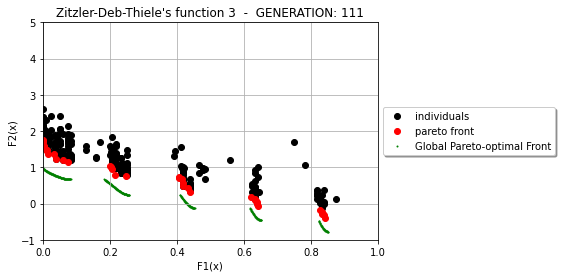 Zitzler-Deb-Thiele's function 3 - GENERATION: 111
5
4
3
2
1
0
−1
F2(x)
0.0 0.2 0.4 0.6 0.8 1.0
F1(x)
individuals
pareto front
Global Pareto-optimal Front